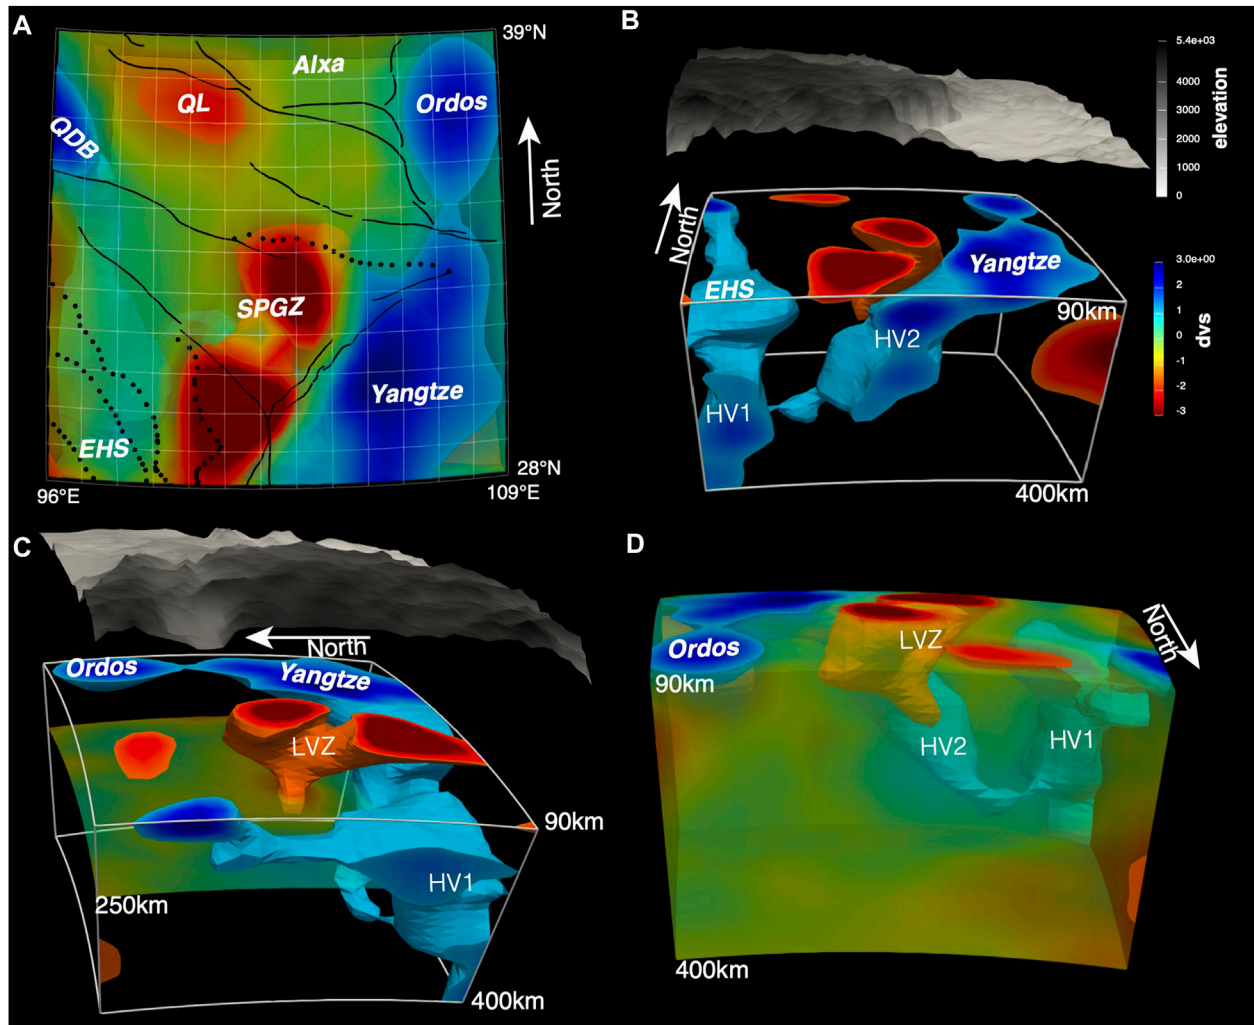 A
39°N
Alxa
QL
Ordos
QDB
North
SPGZ
Yangtze
EHS
28°N
96°E
109°E
B
5.4e+03
4000
3000
2000
1000
0
elevation
North
EHS
Yangtze
90km
HV2
HV1
400km
3.0e+00
2
1
0
-1
-2
-3
dvs
C
North
Ordos
Yangtze
LVZ
90km
HV1
250km
400km
D
North
LVZ
Ordos
90km
HV2
HV1
400km